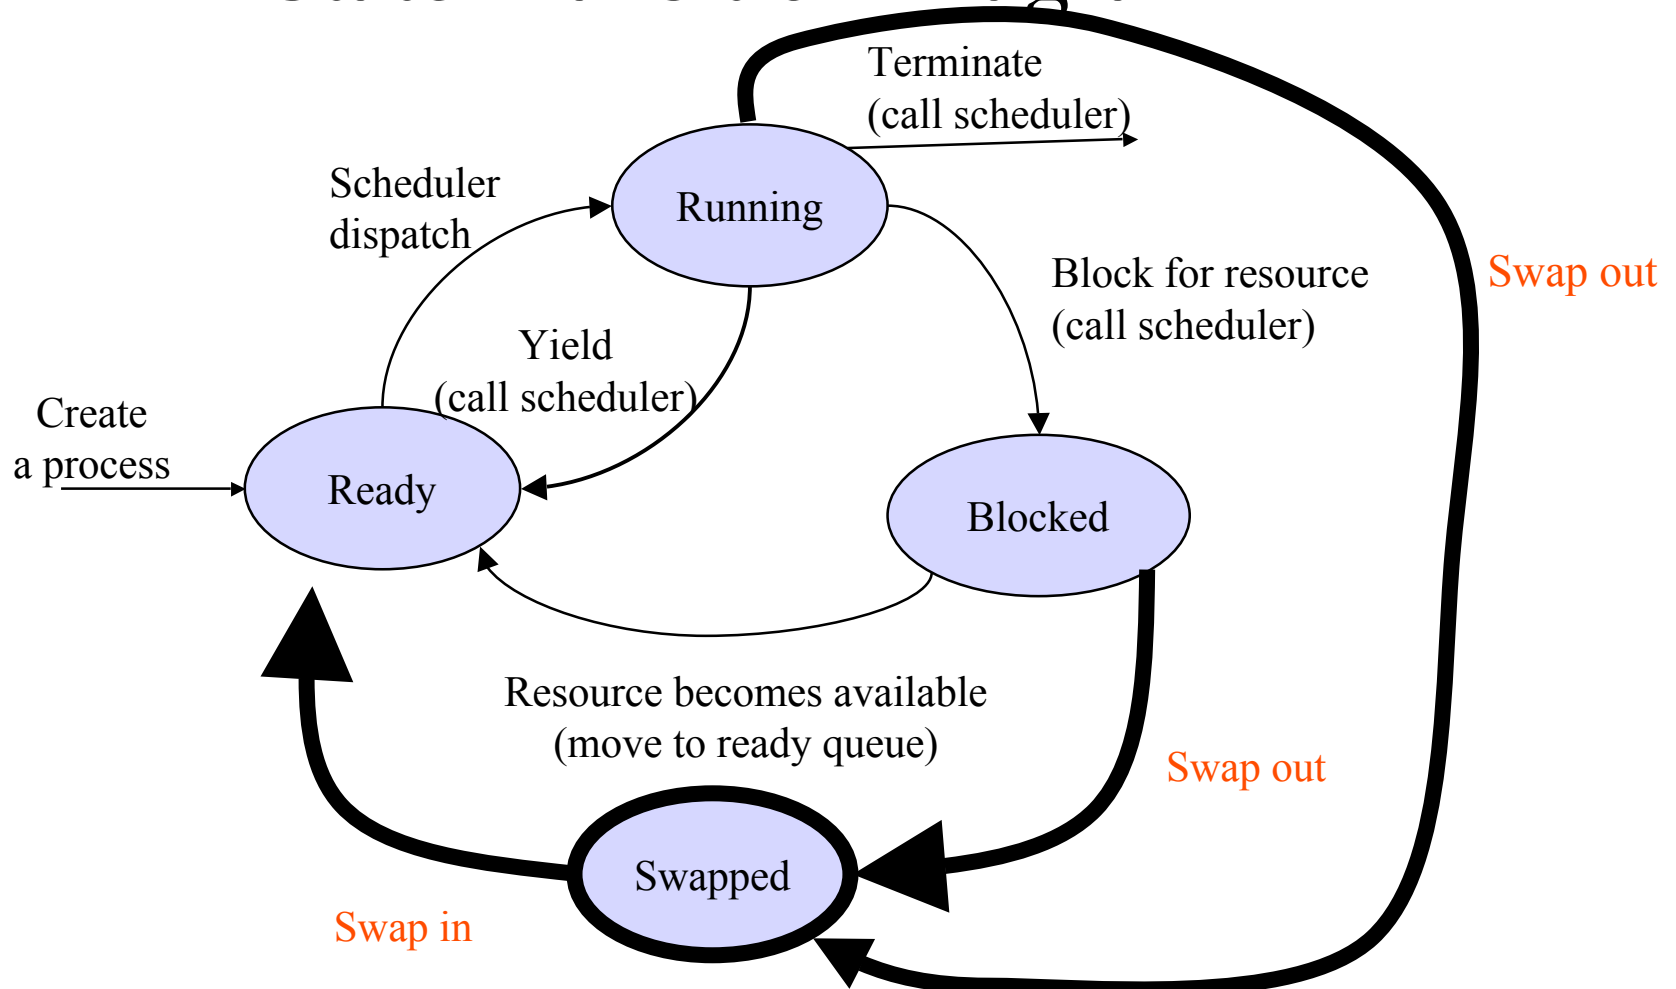 Terminate
(call scheduler)
Scheduler
dispatch
Running
Block for resource
(call scheduler)
Swap out
Yield
(call scheduler)
Create
a process
Ready
Blocked
Resource becomes available
(move to ready queue)
Swap out
Swapped
Swap in